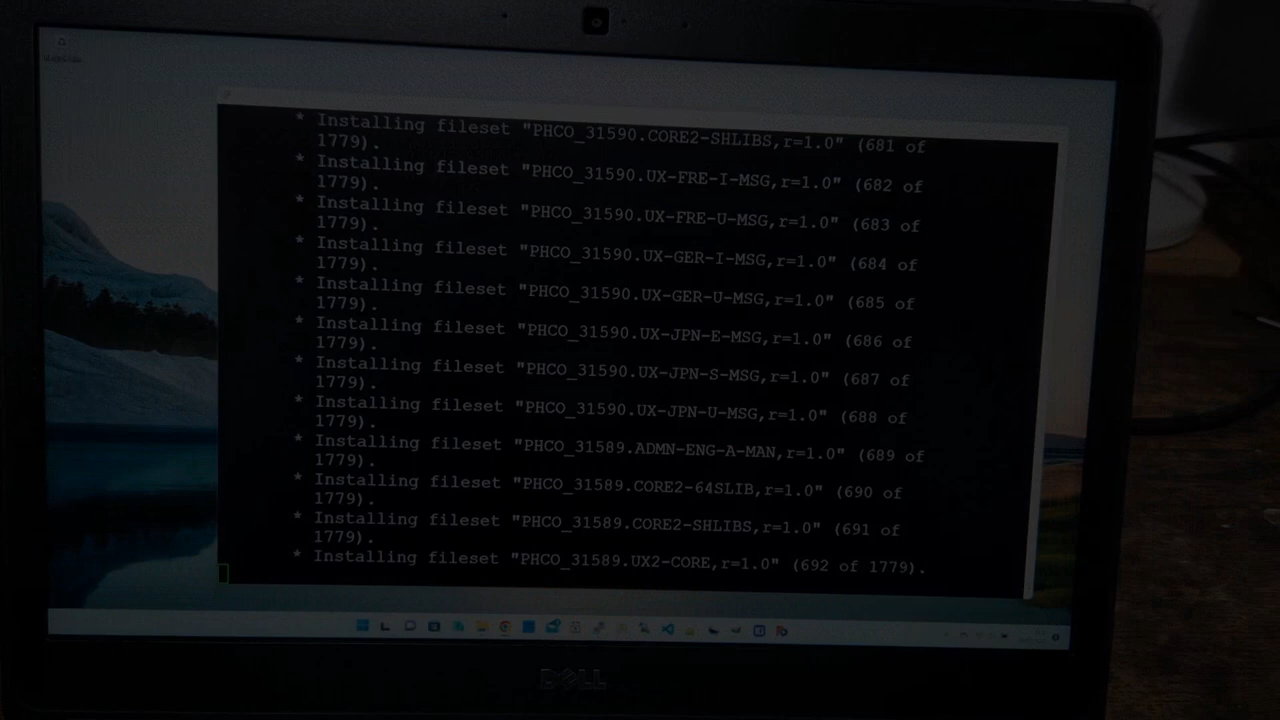 * Installing fileset "PHCO_31590.CORE2-SHLIBS,r=1.0" (681 of
1779).
* Installing fileset "PHCO_31590.UX-FRE-I-MSG,r=1.0" (682 of
1779).
* Installing fileset "PHCO_31590.UX-FRE-U-MSG,r=1.0" (683 of
1779).
* Installing fileset "PHCO_31590.UX-GER-I-MSG,r=1.0" (684 of
1779).
* Installing fileset "PHCO_31590.UX-GER-U-MSG,r=1.0" (685 of
1779).
* Installing fileset "PHCO_31590.UX-JPN-E-MSG,r=1.0" (686 of
1779).
* Installing fileset "PHCO_31590.UX-JPN-S-MSG,r=1.0" (687 of
1779).
* Installing fileset "PHCO_31590.UX-JPN-U-MSG,r=1.0" (688 of
1779).
* Installing fileset "PHCO_31589.ADMN-ENG-A-MAN,r=1.0" (689 of
1779).
* Installing fileset "PHCO_31589.CORE2-64SLIB,r=1.0" (690 of
1779).
* Installing fileset "PHCO_31589.CORE2-SHLIBS,r=1.0" (691 of
1779).
* Installing fileset "PHCO_31589.UX2-CORE,r=1.0" (692 of 1779).
DELL